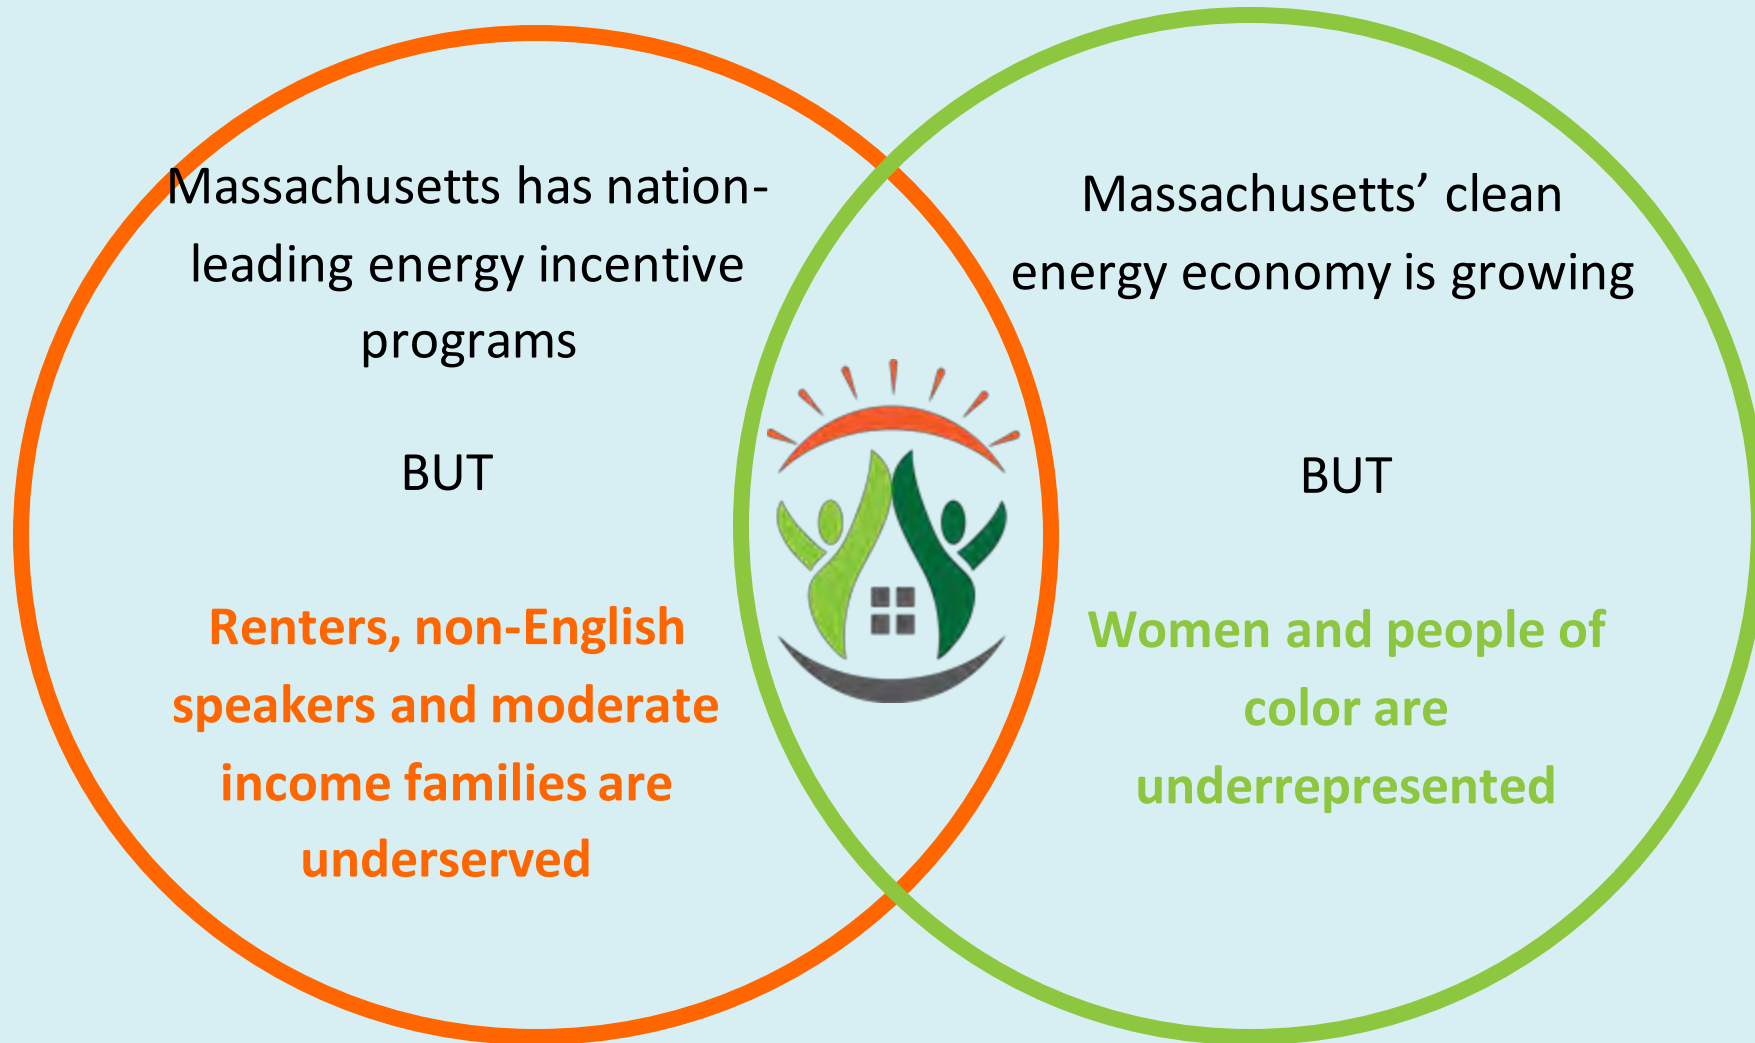 Massachusetts has nation-
leading energy incentive
programs
BUT
Renters, non-English
speakers and moderate
income families are
underserved
Massachusetts’ clean
energy economy is growing
BUT
Women and people of
color are
underrepresented